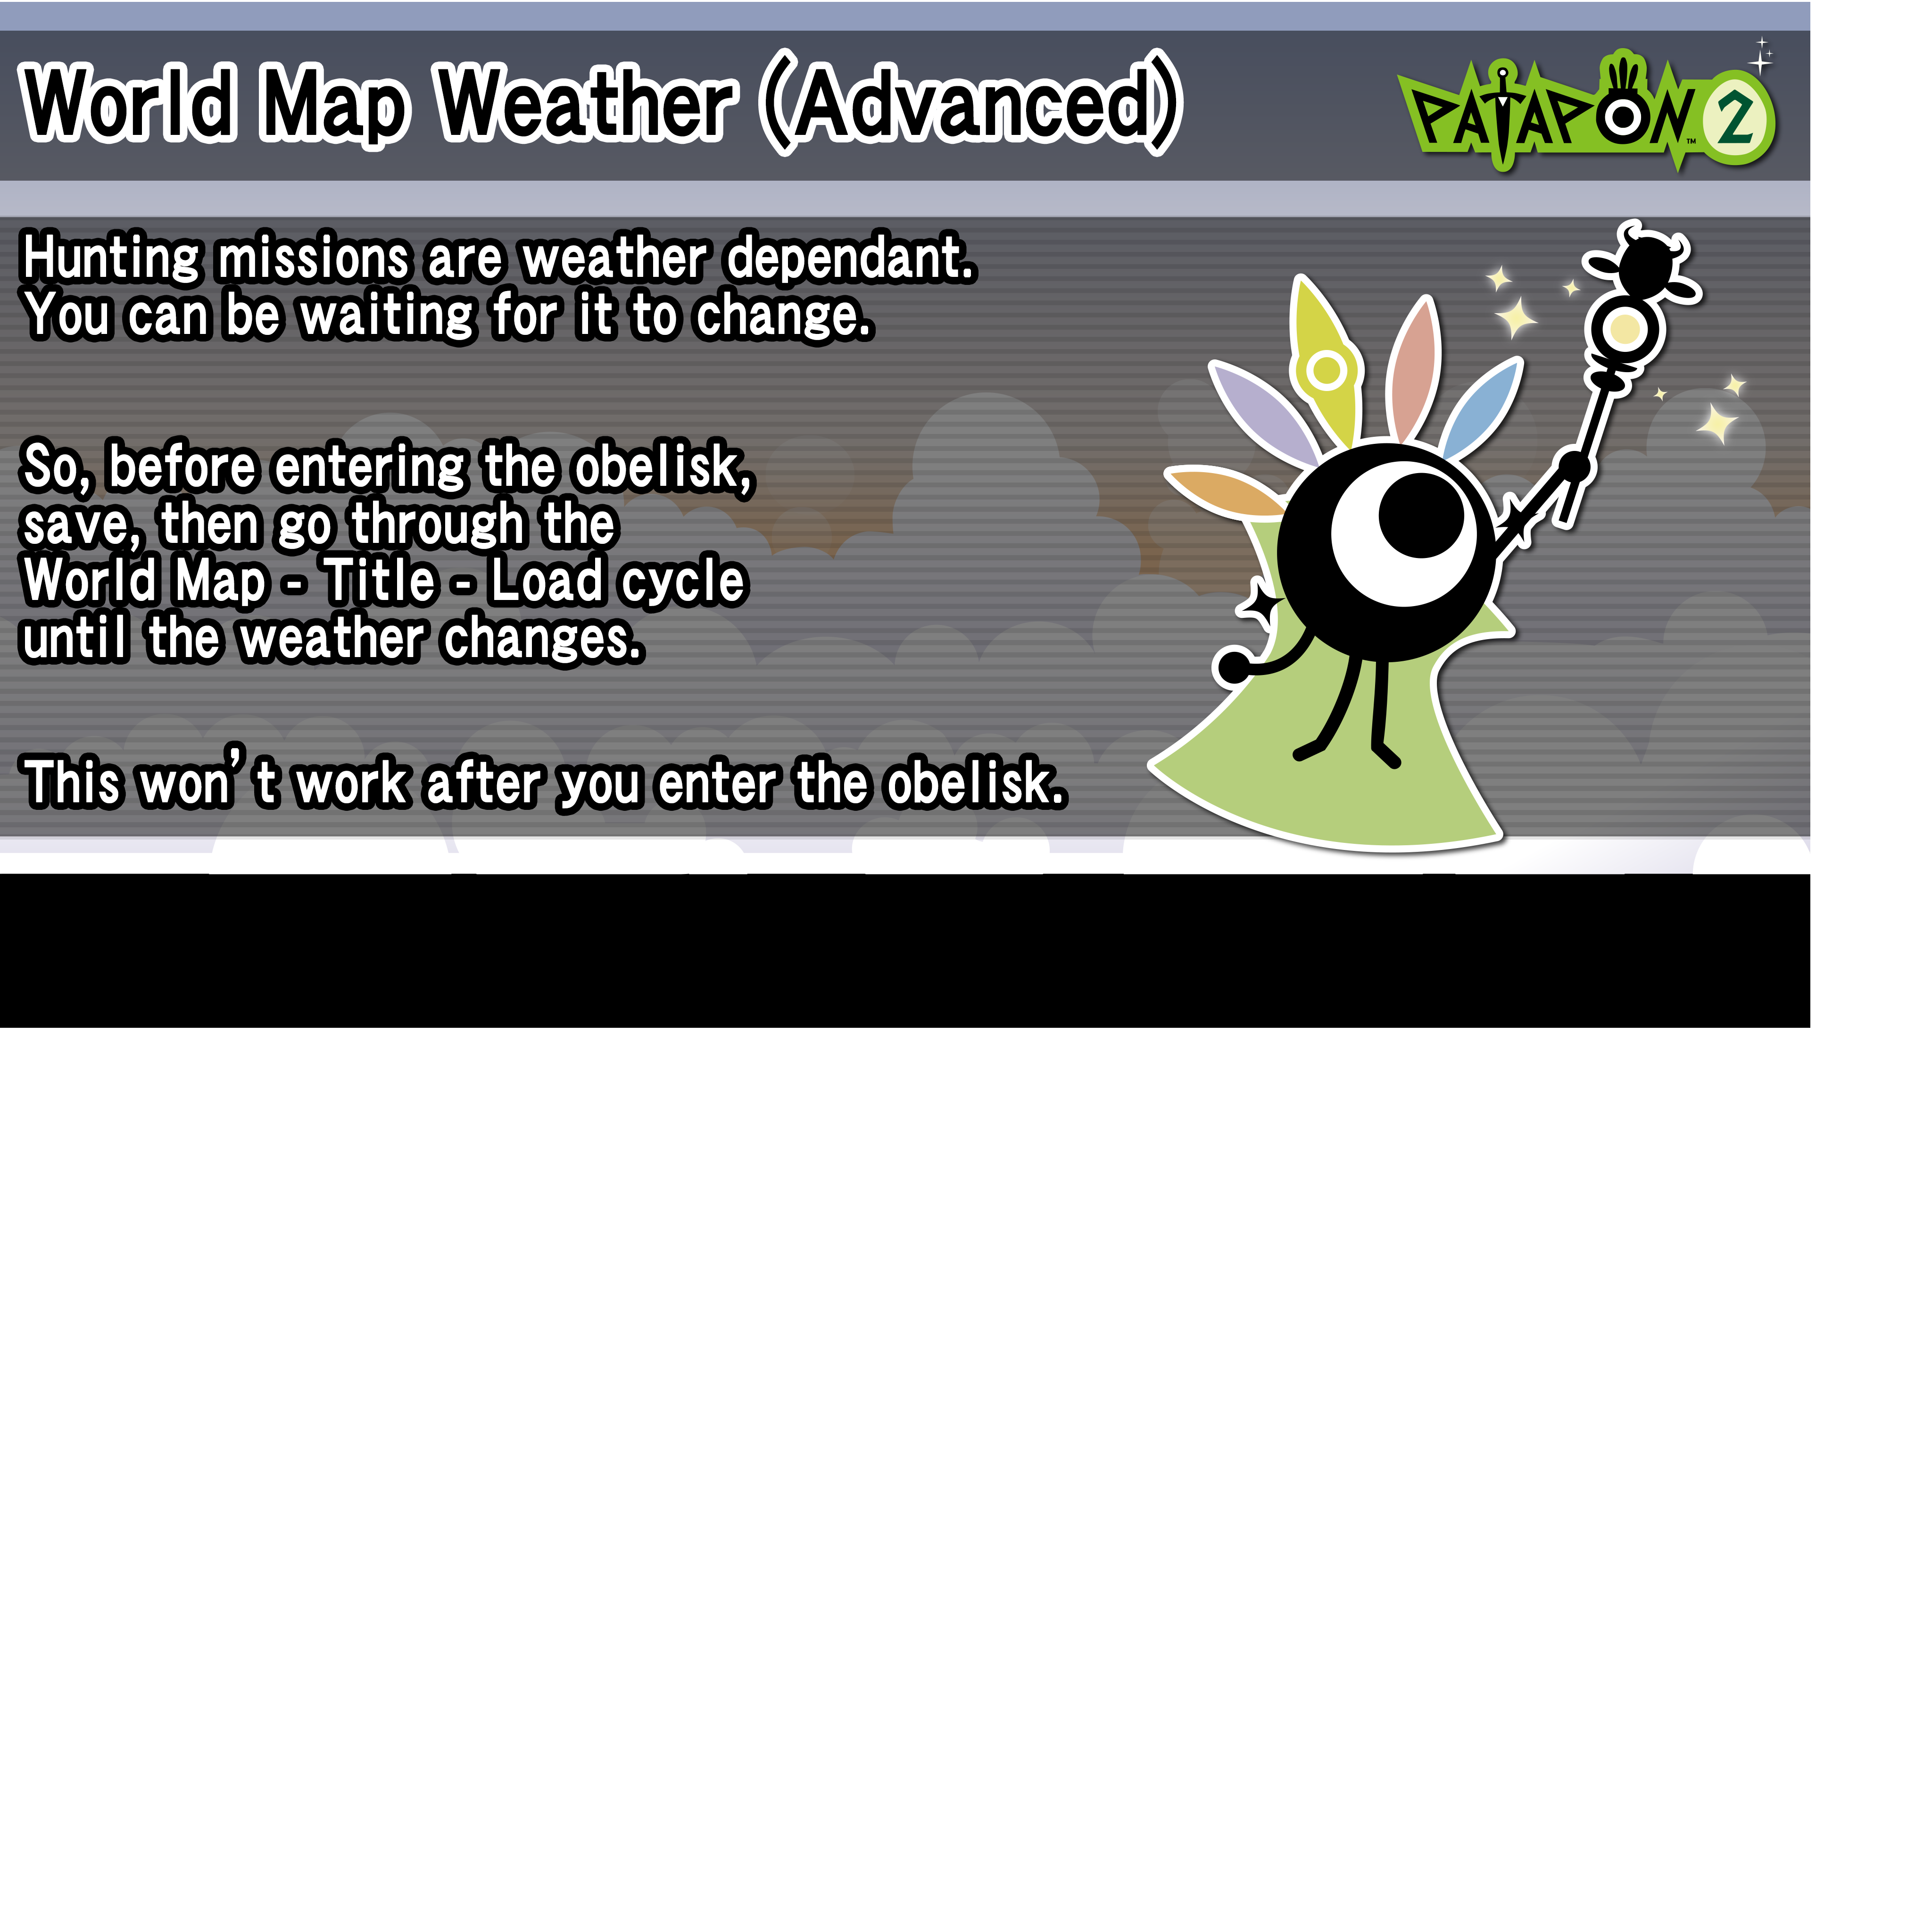 World Map Weather (Advanced)
PATAPON™ 2
Hunting missions are weather dependant.
You can be waiting for it to change.
So, before entering the obelisk,
save, then go through the
World Map - Title - Load cycle
until the weather changes.
This won't work after you enter the obelisk.